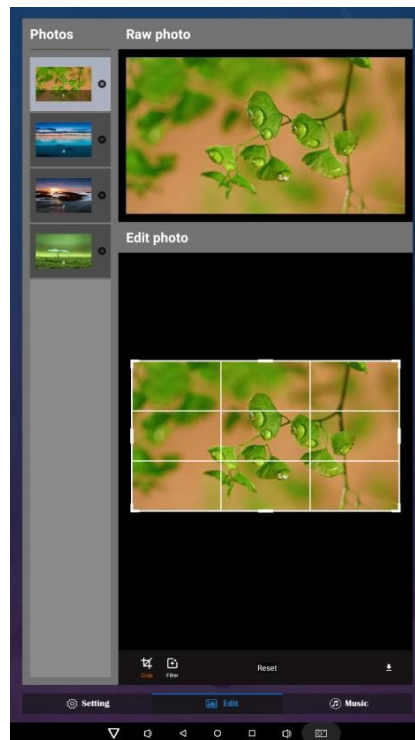 Photos
Raw photo
Edit photo
Crop
Filter
Reset
Setting
Edit
Music